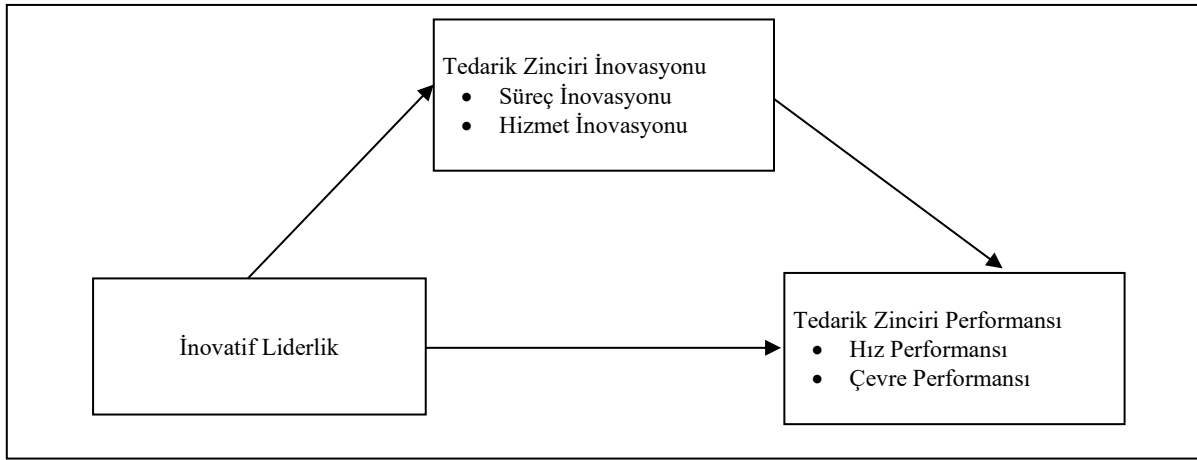 Tedarik Zinciri İnovasyonu
• Süreç İnovasyonu
• Hizmet İnovasyonu
İnovatif Liderlik
Tedarik Zinciri Performansı
• Hız Performansı
• Çevre Performansı